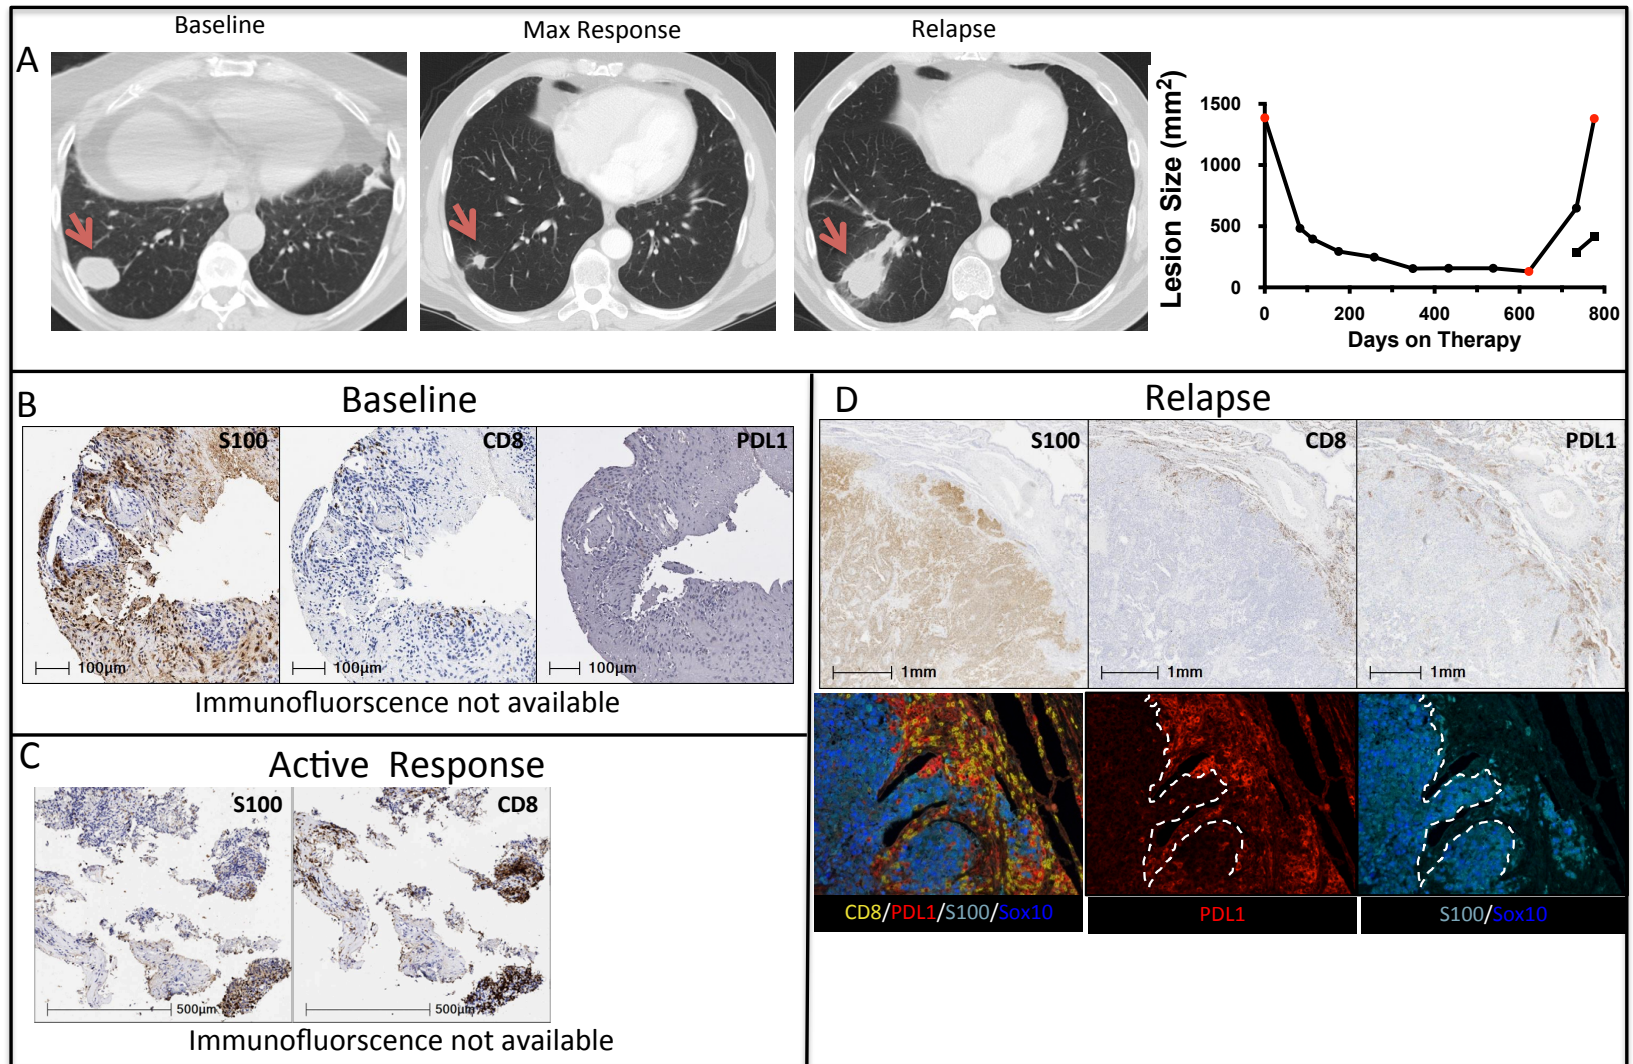 A
Baseline
Max Response
Relapse
Lesion Size (mm²)
1500
1000
500
0
0
200
400
600
800
Days on Therapy
B
Baseline
S100
CD8
PDL1
100µm
100µm
100µm
Immunofluorscence not available
C
Active Response
S100
CD8
500µm
500µm
Immunofluorscence not available
D
Relapse
S100
CD8
PDL1
1mm
1mm
1mm
CD8/PDL1/S100/Sox10
PDL1
S100/Sox10